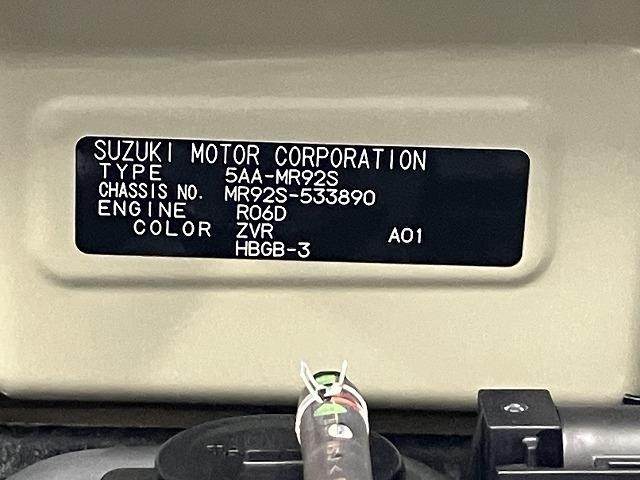 SUZUKI MOTOR CORPORATION
TYPE 5AA-MR92S
CHASSIS NO. MR92S-533890
ENGINE R06D
COLOR ZVR A01
HBGB-3